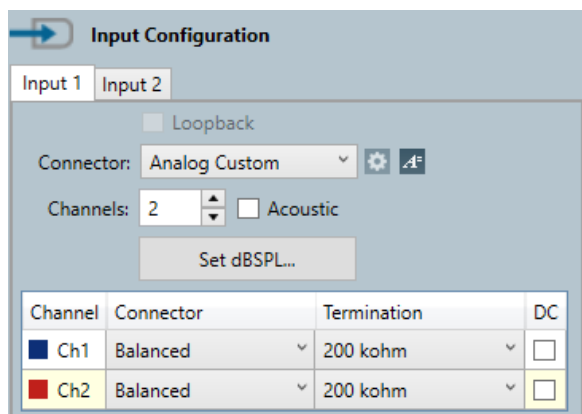 Input Configuration
Input 1 Input 2
Loopback
Connector: Analog Custom A=
Channels: 2 Acoustic
Set dBSPL...
Channel Connector Termination DC
Ch1 Balanced 200 kohm
Ch2 Balanced 200 kohm